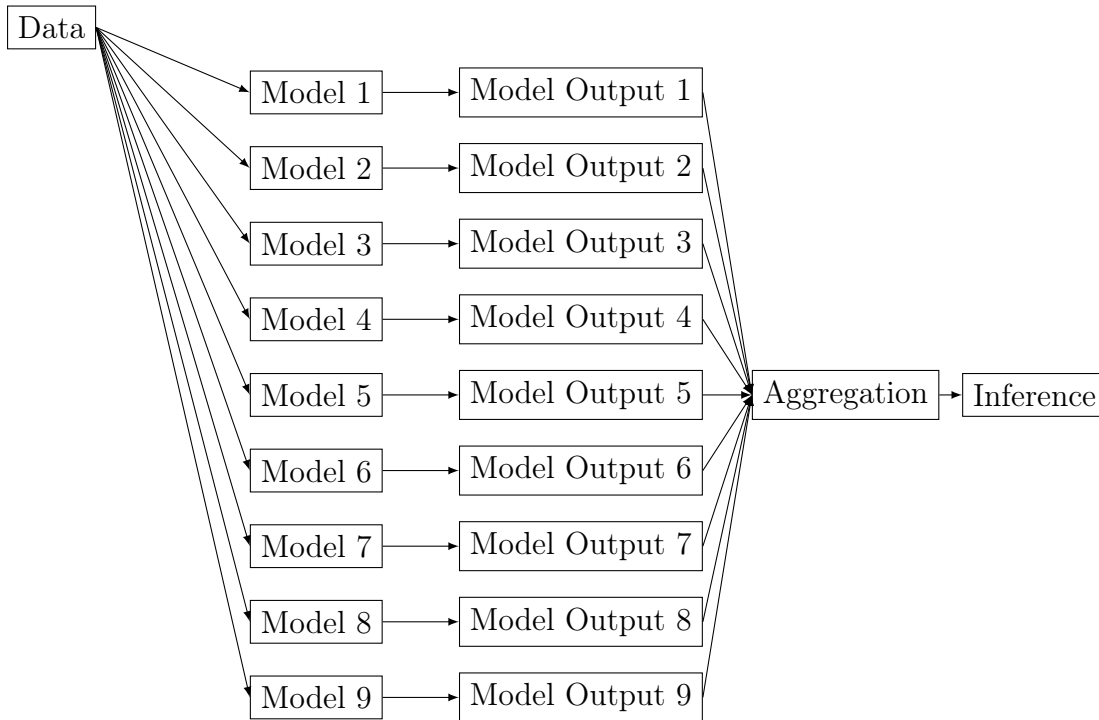 Data
Model 1
Model Output 1
Model 2
Model Output 2
Model 3
Model Output 3
Model 4
Model Output 4
Model 5
Model Output 5
Aggregation
Inference
Model 6
Model Output 6
Model 7
Model Output 7
Model 8
Model Output 8
Model 9
Model Output 9